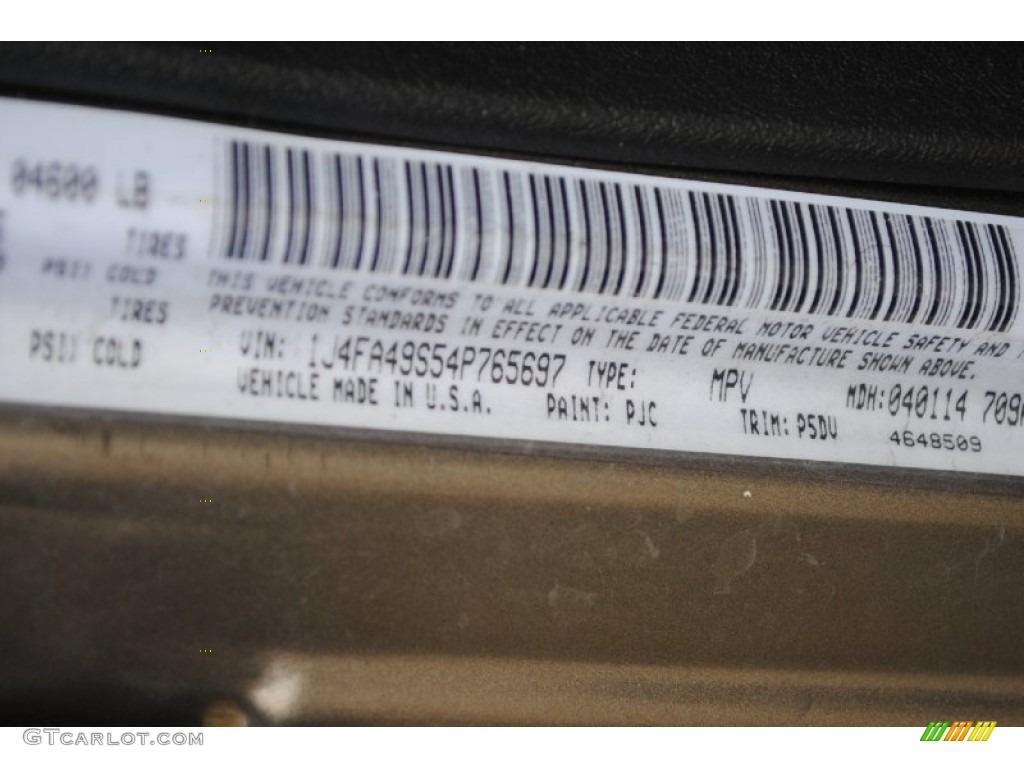 04600 LB
TIRES
PSI) COLD
TIRES
PSI) COLD
THIS VEHICLE CONFORMS TO ALL APPLICABLE FEDERAL MOTOR VEHICLE SAFETY AND
PREVENTION STANDARDS IN EFFECT ON THE DATE OF MANUFACTURE SHOWN ABOVE.
VIN: 1J4FA49S54P765697 TYPE: MPV MDH:040114 709
VEHICLE MADE IN U.S.A. PAINT: PJC TRIM: P5DV 4648509
GTCarlot.com